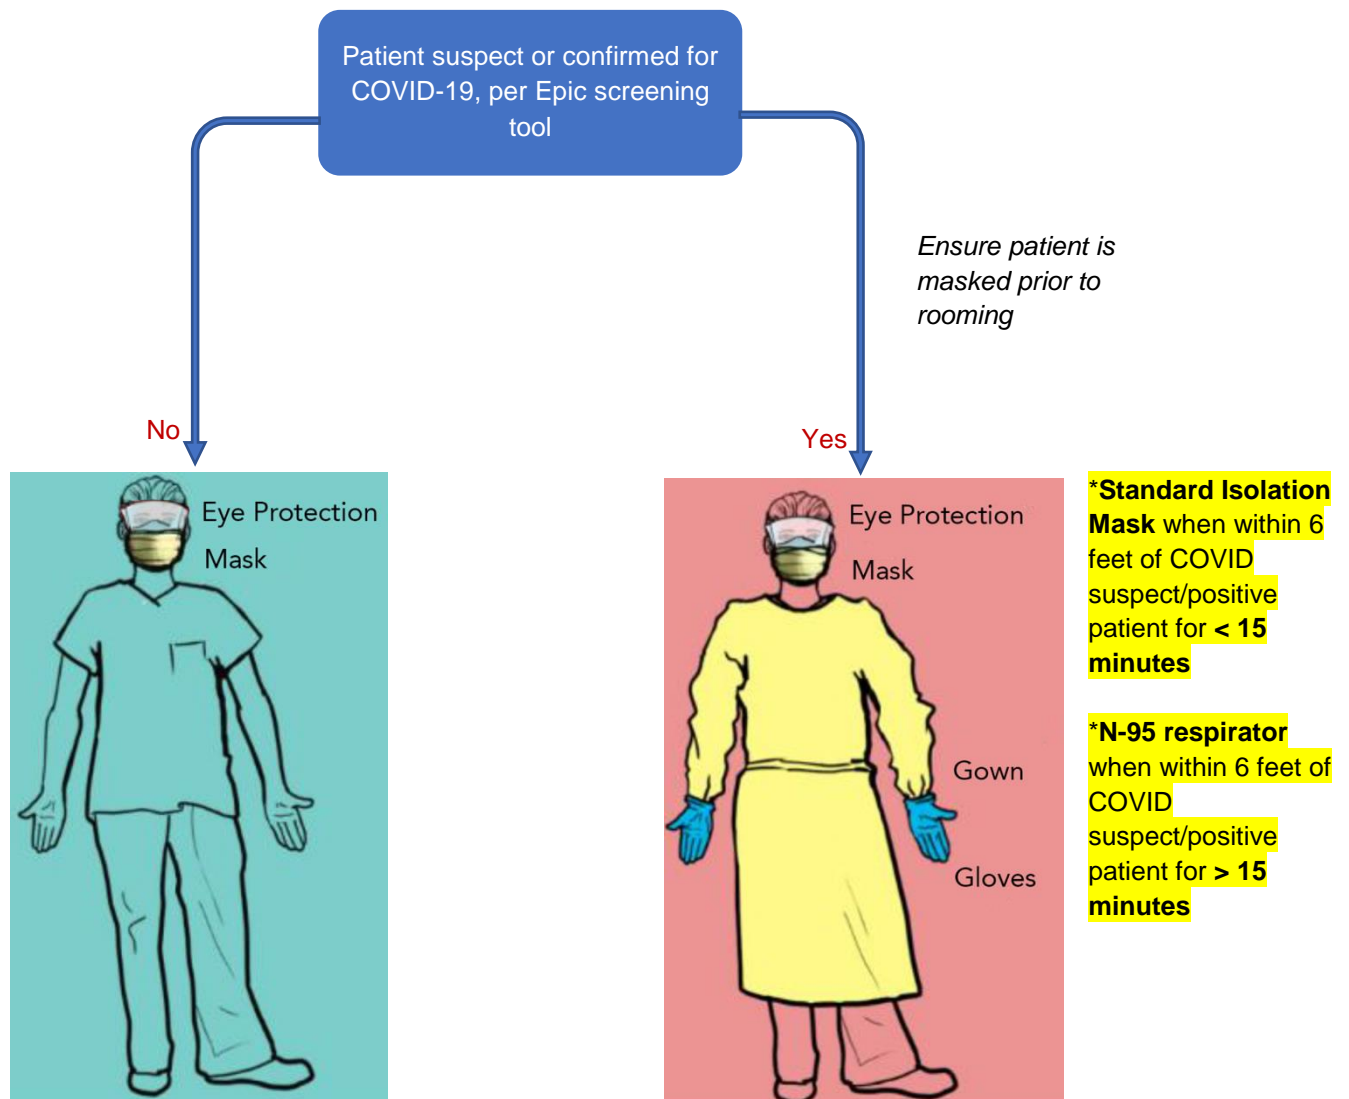 Patient suspect or confirmed for
COVID-19, per Epic screening
tool
Ensure patient is
masked prior to
rooming
No
Yes
Eye Protection
Mask
Eye Protection
Mask
Gown
Gloves
*Standard Isolation
Mask when within 6
feet of COVID
suspect/positive
patient for < 15
minutes
*N-95 respirator
when within 6 feet of
COVID
suspect/positive
patient for > 15
minutes